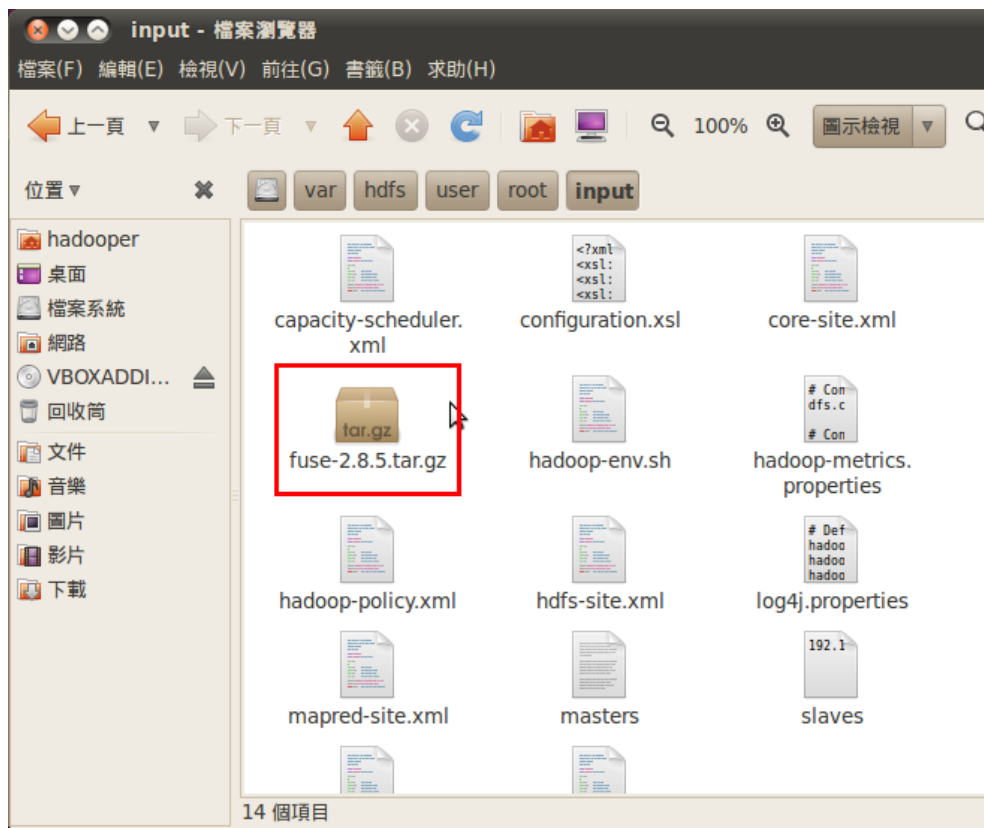 input - 檔案瀏覽器
檔案(F) 編輯(E) 檢視(V) 前往(G) 書籤(B) 求助(H)
上一頁 下一頁 100% 圖示檢視
位置 var hdfs user root input
hadooper
桌面
檔案系統
網路
VBOXADDI...
回收筒
文件
音樂
圖片
影片
下載
capacity-scheduler.
xml
<?xml
<xsl:
<xsl:
<xsl:
configuration.xsl
core-site.xml
tar.gz
fuse-2.8.5.tar.gz
hadoop-env.sh
# Con
dfs.c
# Con
hadoop-metrics.
properties
hadoop-policy.xml
hdfs-site.xml
# Def
hadoo
hadoo
hadoo
log4j.properties
mapred-site.xml
masters
192.1
slaves
14 個項目